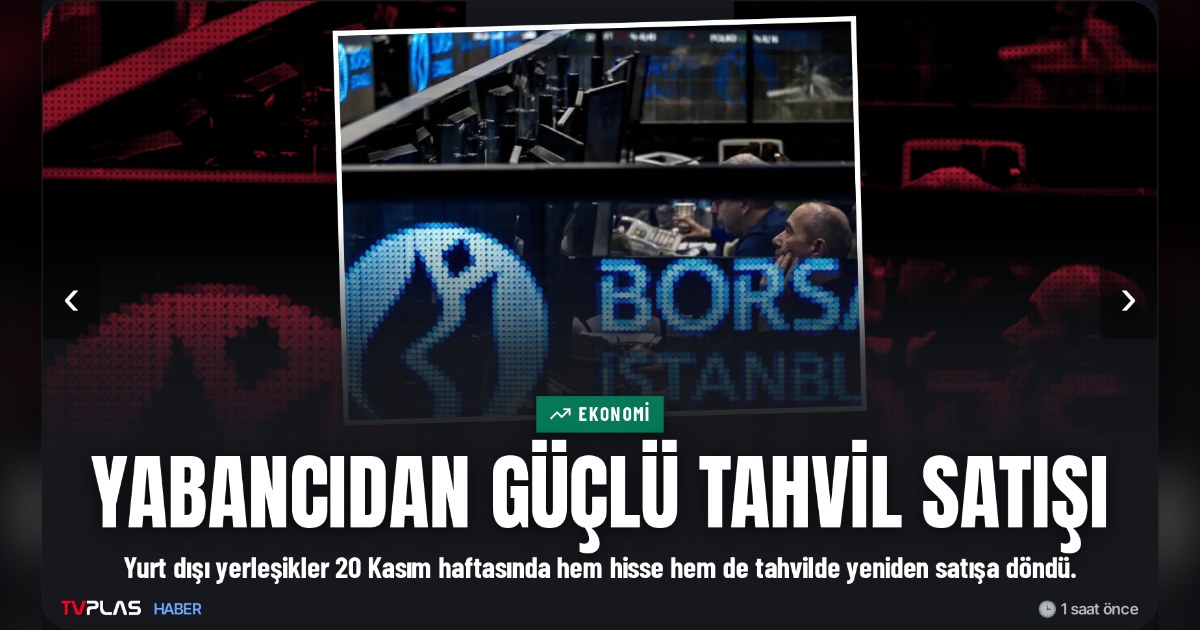 BORSA
İSTANBUL
EKONOMİ
YABANCIDAN GÜÇLÜ TAHVİL SATIŞI
Yurt dışı yerleşikler 20 Kasım haftasında hem hisse hem de tahvilde yeniden satışa döndü.
TVPLAS HABER
1 saat önce